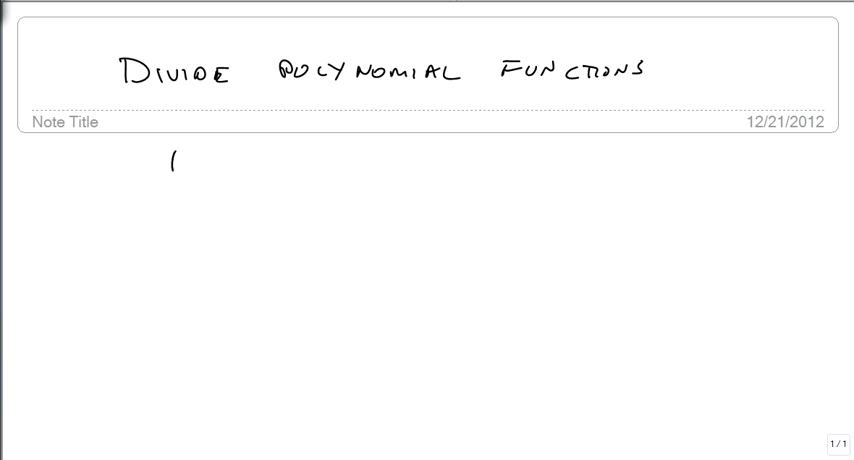 DIVIDE POLYNOMIAL FUNCTIONS
Note Title 12/21/2012
(
1 / 1